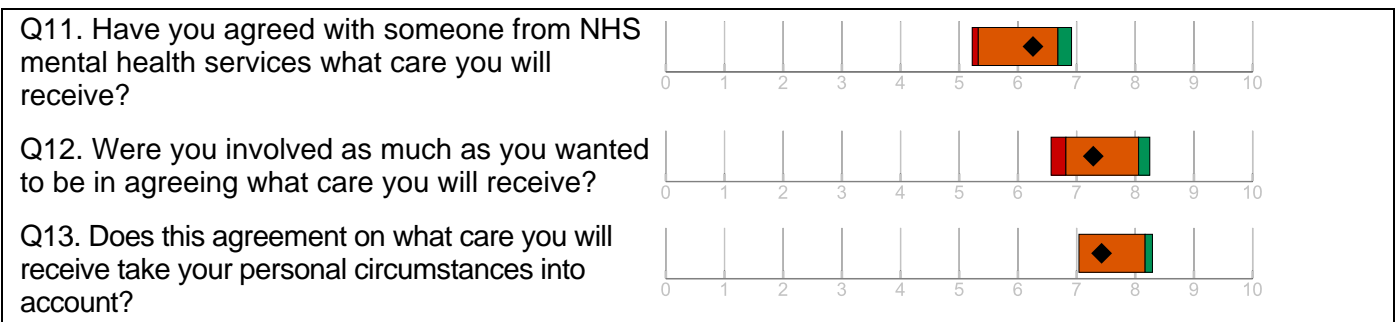 Q11. Have you agreed with someone from NHS
mental health services what care you will
receive?
0 1 2 3 4 5 6 7 8 9 10
Q12. Were you involved as much as you wanted
to be in agreeing what care you will receive?
0 1 2 3 4 5 6 7 8 9 10
Q13. Does this agreement on what care you will
receive take your personal circumstances into
account?
0 1 2 3 4 5 6 7 8 9 10